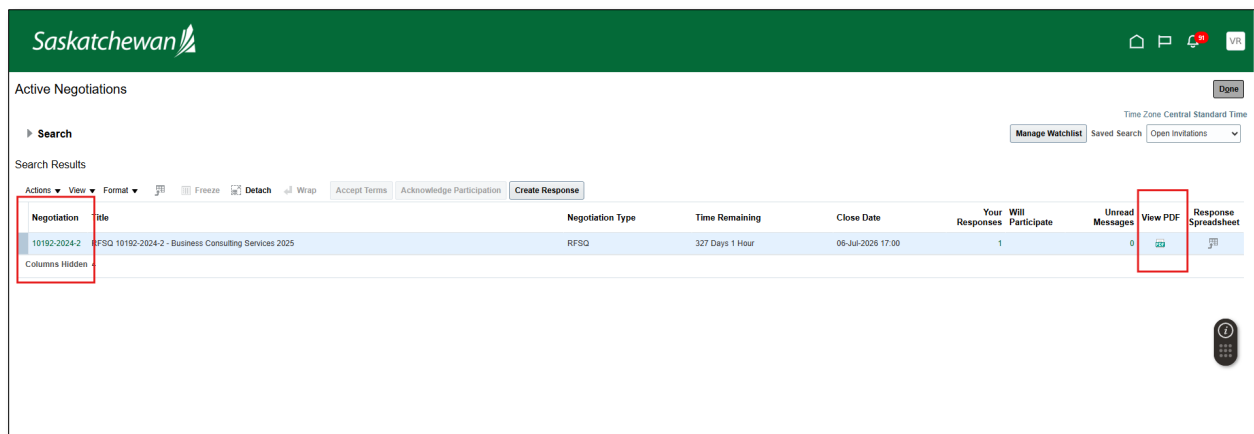 Saskatchewan
91
VR
Active Negotiations
Done
Time Zone Central Standard Time
Search
Manage Watchlist Saved Search Open Invitations
Search Results
Actions View Format Freeze Detach Wrap Accept Terms Acknowledge Participation Create Response
Negotiation Title Negotiation Type Time Remaining Close Date Your Responses Will Participate Unread Messages View PDF Response Spreadsheet
10192-2024-2 RFSQ 10192-2024-2 - Business Consulting Services 2025 RFSQ 327 Days 1 Hour 06-Jul-2026 17:00 1 0
Columns Hidden 4